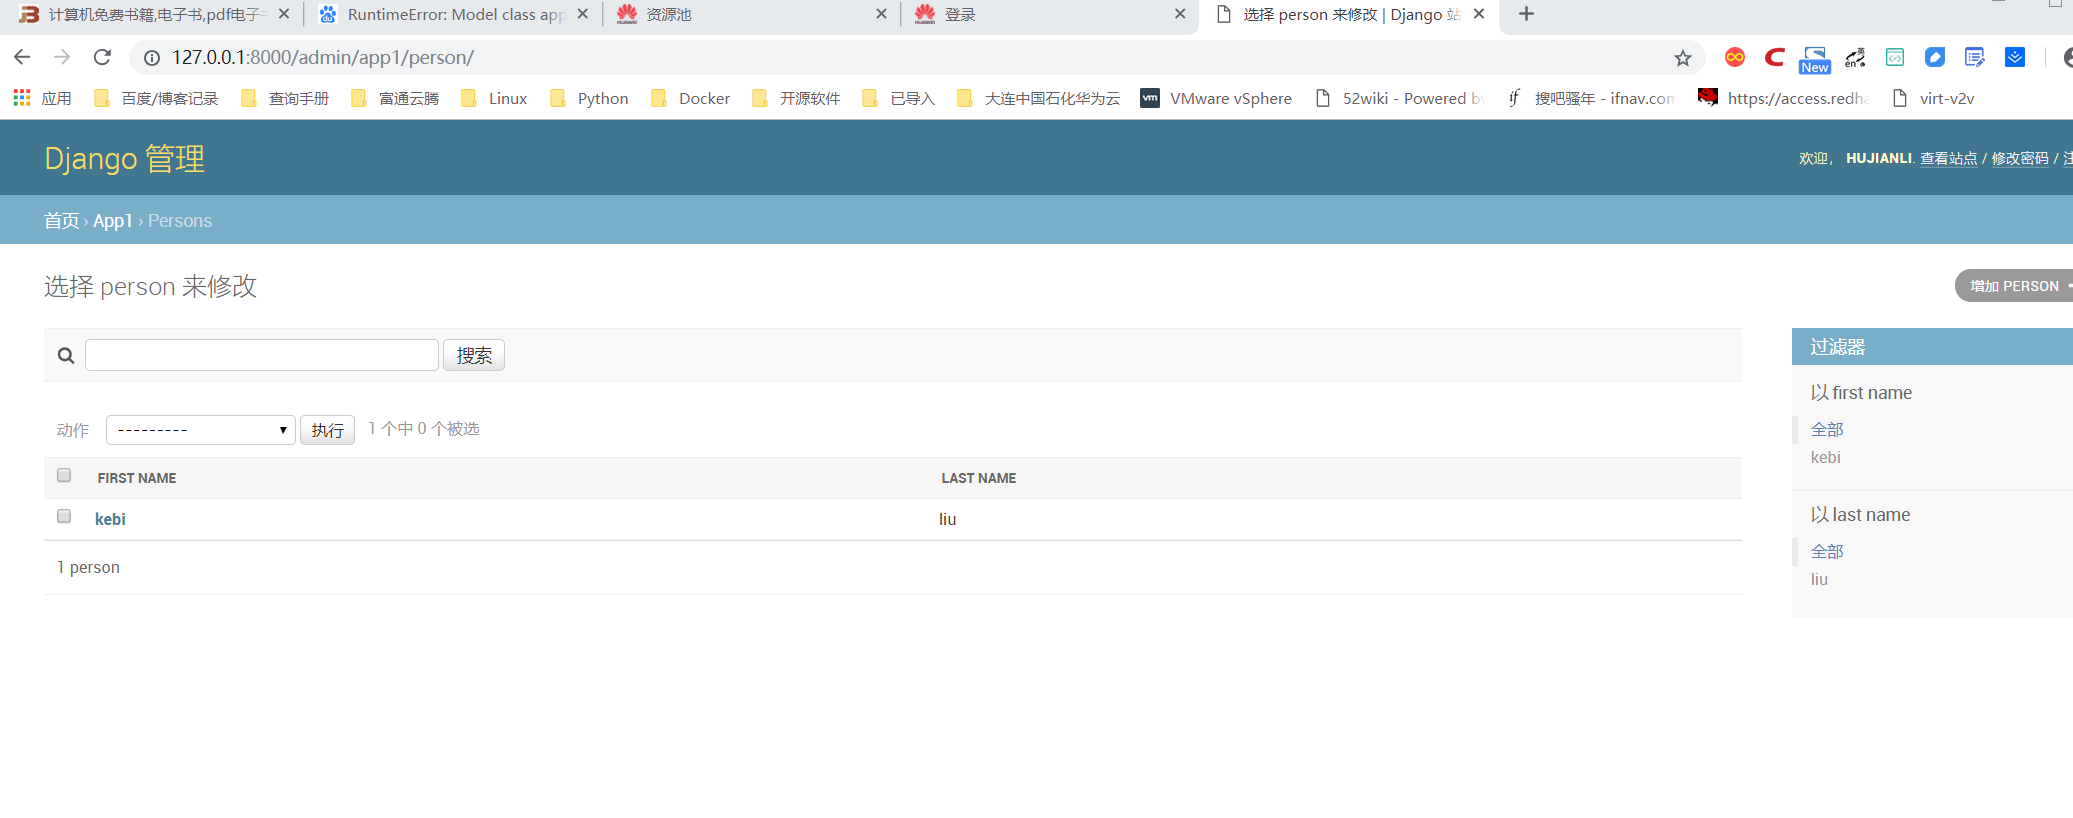 计算机免费书籍,电子书,pdf电子书 RuntimeError: Model class app 资源池 登录 选择 person 来修改 | Django 站
127.0.0.1:8000/admin/app1/person/
New 英 en
应用 百度/博客记录 查询手册 富通云腾 Linux Python Docker 开源软件 已导入 大连中国石化华为云 vm VMware vSphere 52wiki - Powered by if 搜吧骚年 - ifnav.com https://access.redha virt-v2v
Django 管理
欢迎， HUJIANLI. 查看站点 / 修改密码 /
首页 › App1 › Persons
选择 person 来修改
增加 PERSON
搜索
过滤器
以 first name
全部
kebi
以 last name
全部
liu
动作 --------- 执行 1 个中 0 个被选
FIRST NAME LAST NAME
kebi liu
1 person